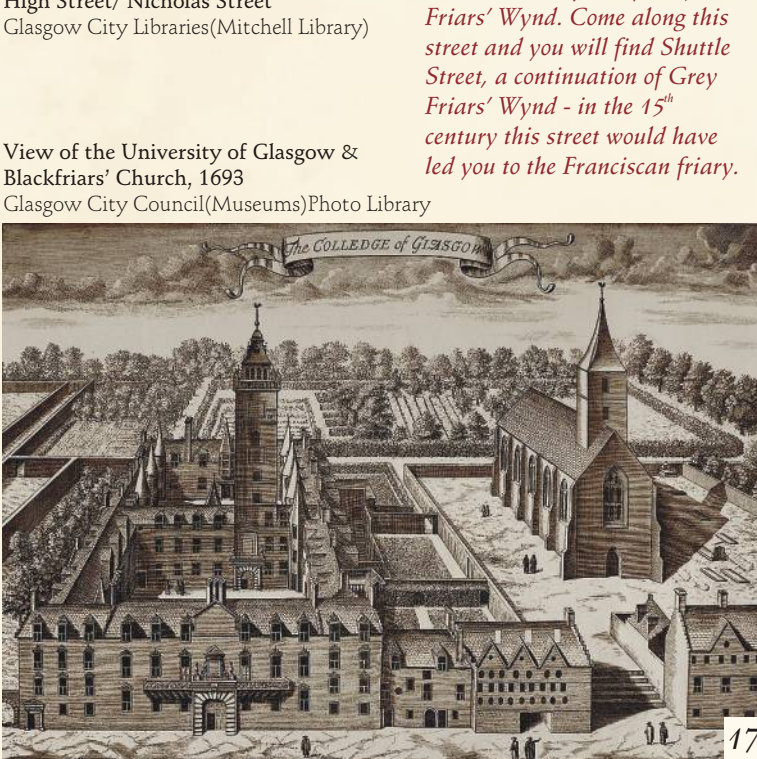 High Street/ Nicholas Street
Glasgow City Libraries(Mitchell Library)
View of the University of Glasgow &
Blackfriars' Church, 1693
Glasgow City Council(Museums)Photo Library
Friars' Wynd. Come along this
street and you will find Shuttle
Street, a continuation of Grey
Friars' Wynd - in the 15th
century this street would have
led you to the Franciscan friary.
The COLLEDGE of GLASGOW
17